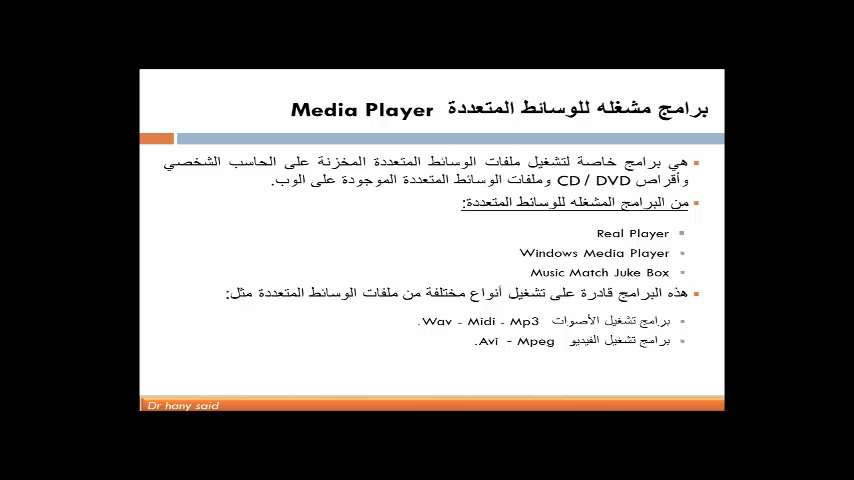 برامج مشغله للوسائط المتعددة Media Player
هي برامج خاصة لتشغيل ملفات الوسائط المتعددة المخزنة على الحاسب الشخصي
وأقراص CD / DVD وملفات الوسائط المتعددة الموجودة على الوب.
من البرامج المشغله للوسائط المتعددة:
Real Player
Windows Media Player
Music Match Juke Box
هذه البرامج قادرة على تشغيل أنواع مختلفة من ملفات الوسائط المتعددة مثل:
برامج تشغيل الأصوات Wav - Midi - Mp3.
برامج تشغيل الفيديو Avi - Mpeg.
Dr hany said